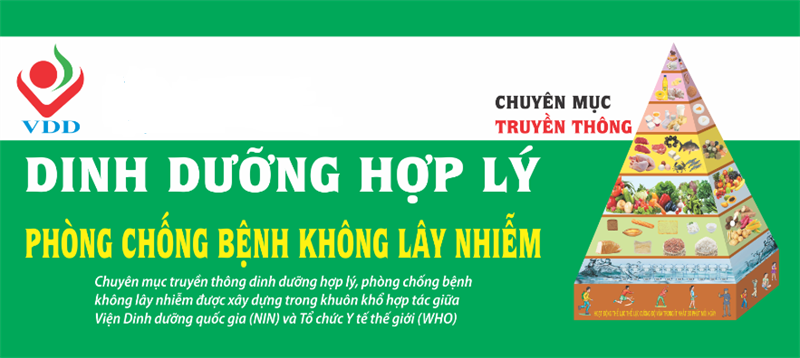 VDD
CHUYÊN MỤC
TRUYỀN THÔNG
DINH DƯỠNG HỢP LÝ
PHÒNG CHỐNG BỆNH KHÔNG LÂY NHIỄM
Chuyên mục truyền thông dinh dưỡng hợp lý, phòng chống bệnh
không lây nhiễm được xây dựng trong khuôn khổ hợp tác giữa
Viện Dinh dưỡng quốc gia (NIN) và Tổ chức Y tế thế giới (WHO)